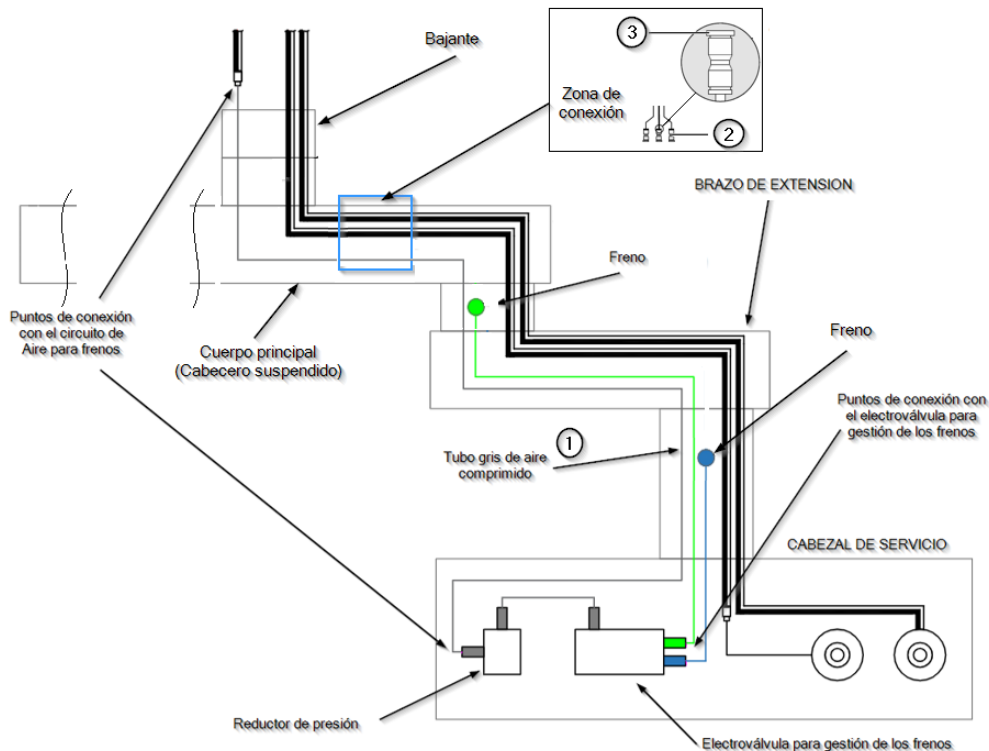 3
Bajante
Zona de
conexión
2
BRAZO DE EXTENSION
Freno
Puntos de conexión
con el circuito de
Aire para frenos
Freno
Cuerpo principal
(Cabecero suspendido)
Puntos de conexión con
el electroválvula para
gestión de los frenos
1
Tubo gris de aire
comprimido
CABEZAL DE SERVICIO
Reductor de presión
Electroválvula para gestión de los frenos